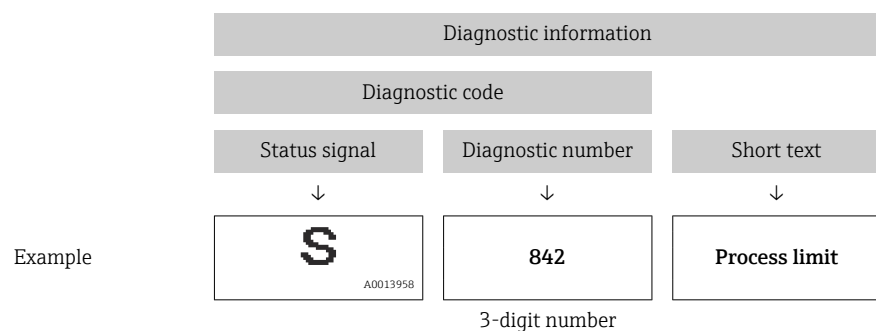 Diagnostic information
Diagnostic code
Status signal Diagnostic number Short text
↓ ↓ ↓
Example S 842 Process limit
A0013958
3-digit number